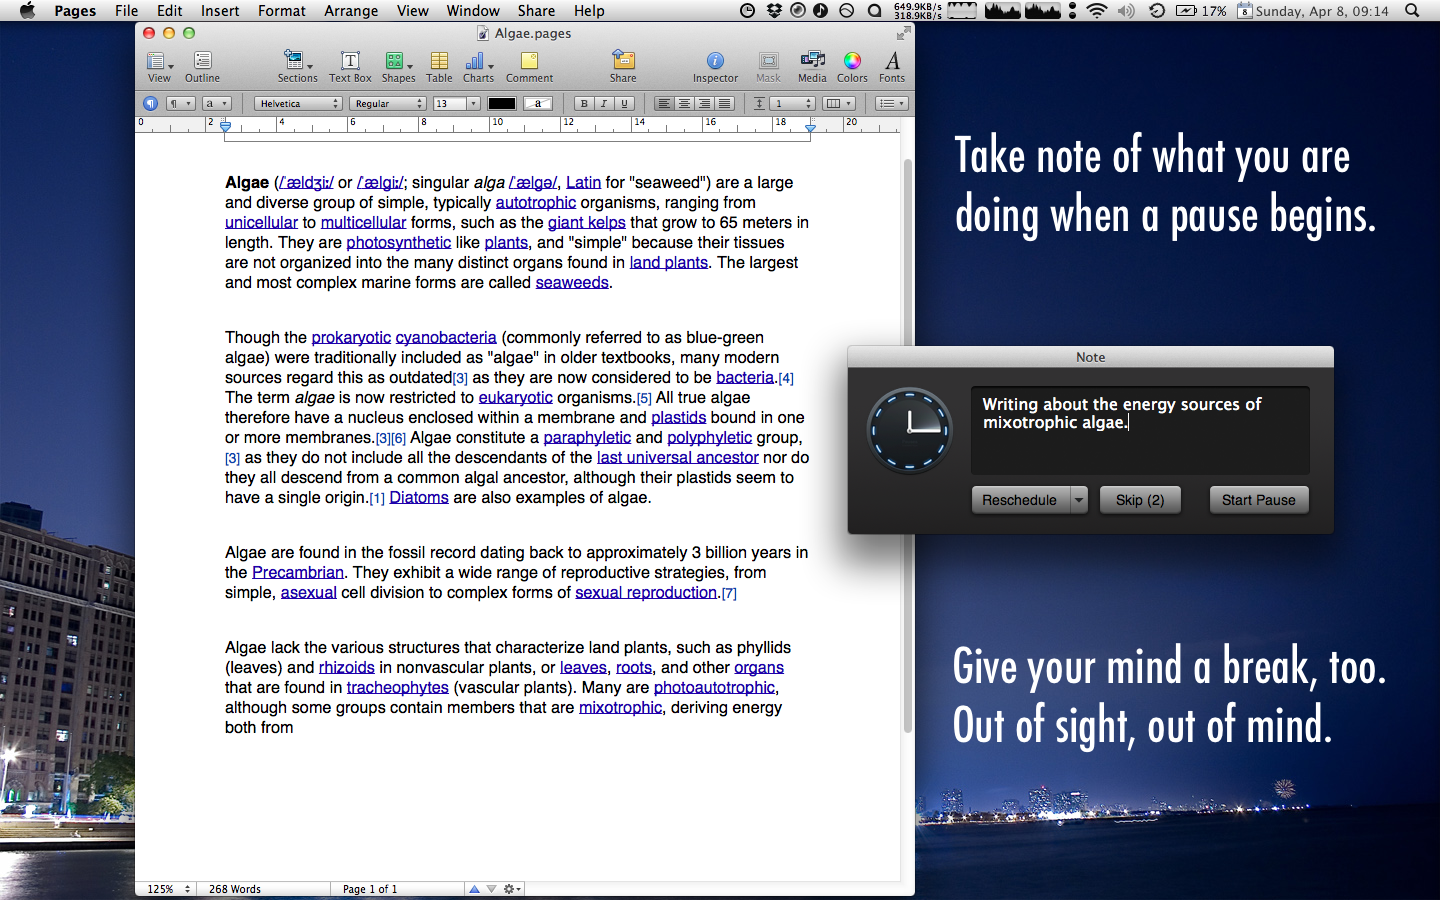 Pages File Edit Insert Format Arrange View Window Share Help 649.9KB/s 318.9KB/s 17% 8 Sunday, Apr 8, 09:14
Algae.pages
View Outline Sections Text Box Shapes Table Charts Comment Share Inspector Mask Media Colors Fonts
a Helvetica Regular 13 a B I U 1
0 2 4 6 8 10 12 14 16 18 20
Algae (/ˈældʒiː/ or /ˈælɡiː/; singular alga /ˈælɡə/, Latin for "seaweed") are a large
and diverse group of simple, typically autotrophic organisms, ranging from
unicellular to multicellular forms, such as the giant kelps that grow to 65 meters in
length. They are photosynthetic like plants, and "simple" because their tissues
are not organized into the many distinct organs found in land plants. The largest
and most complex marine forms are called seaweeds.
Though the prokaryotic cyanobacteria (commonly referred to as blue-green
algae) were traditionally included as "algae" in older textbooks, many modern
sources regard this as outdated[3] as they are now considered to be bacteria.[4]
The term algae is now restricted to eukaryotic organisms.[5] All true algae
therefore have a nucleus enclosed within a membrane and plastids bound in one
or more membranes.[3][6] Algae constitute a paraphyletic and polyphyletic group,
[3] as they do not include all the descendants of the last universal ancestor nor do
they all descend from a common algal ancestor, although their plastids seem to
have a single origin.[1] Diatoms are also examples of algae.
Algae are found in the fossil record dating back to approximately 3 billion years in
the Precambrian. They exhibit a wide range of reproductive strategies, from
simple, asexual cell division to complex forms of sexual reproduction.[7]
Algae lack the various structures that characterize land plants, such as phyllids
(leaves) and rhizoids in nonvascular plants, or leaves, roots, and other organs
that are found in tracheophytes (vascular plants). Many are photoautotrophic,
although some groups contain members that are mixotrophic, deriving energy
both from
125% 268 Words Page 1 of 1
Take note of what you are
doing when a pause begins.
Note
Writing about the energy sources of
mixotrophic algae.
Reschedule Skip (2) Start Pause
Give your mind a break, too.
Out of sight, out of mind.